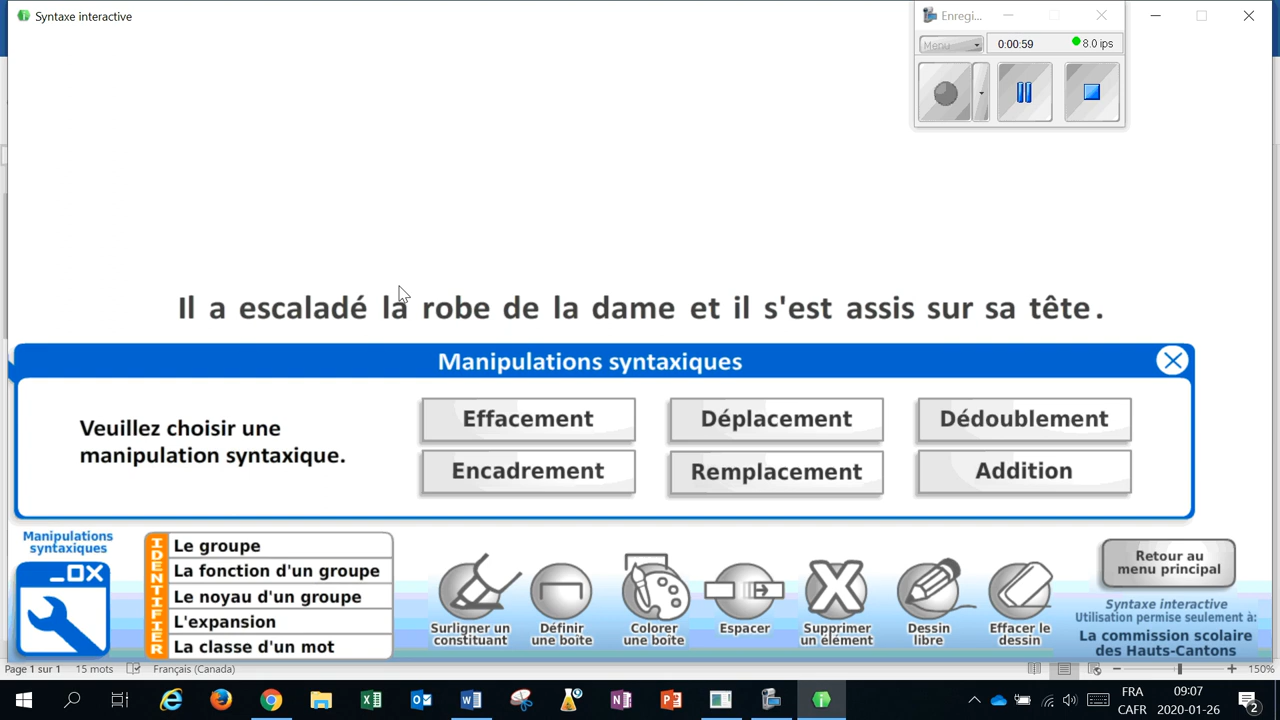 Syntaxe interactive
Enregi...
Menu
0:00:59
8.0 ips
Il a escaladé la robe de la dame et il s'est assis sur sa tête.
Manipulations syntaxiques
Veuillez choisir une
manipulation syntaxique.
Effacement
Déplacement
Dédoublement
Encadrement
Remplacement
Addition
Manipulations
syntaxiques
IDENTIFIER
Le groupe
La fonction d'un groupe
Le noyau d'un groupe
L'expansion
La classe d'un mot
Surligner un
constituant
Définir
une boîte
Colorer
une boîte
Espacer
Supprimer
un élément
Dessin
libre
Effacer le
dessin
Retour au
menu principal
Syntaxe interactive
Utilisation permise seulement à:
La commission scolaire
des Hauts-Cantons
Page 1 sur 1
15 mots
Français (Canada)
150%
FRA
CAFR
09:07
2020-01-26
2